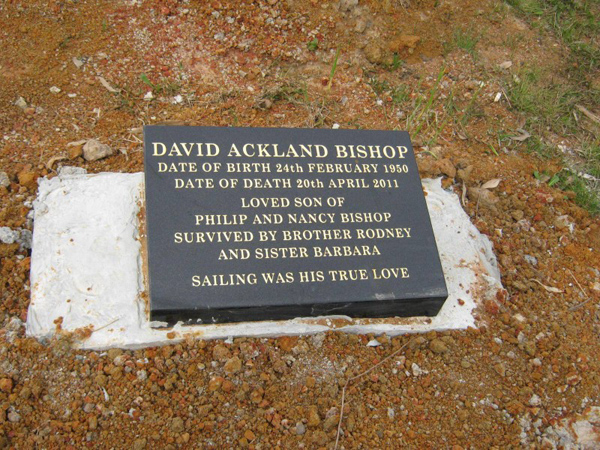 DAVID ACKLAND BISHOP
DATE OF BIRTH 24th FEBRUARY 1950
DATE OF DEATH 20th APRIL 2011
LOVED SON OF
PHILIP AND NANCY BISHOP
SURVIVED BY BROTHER RODNEY
AND SISTER BARBARA
SAILING WAS HIS TRUE LOVE